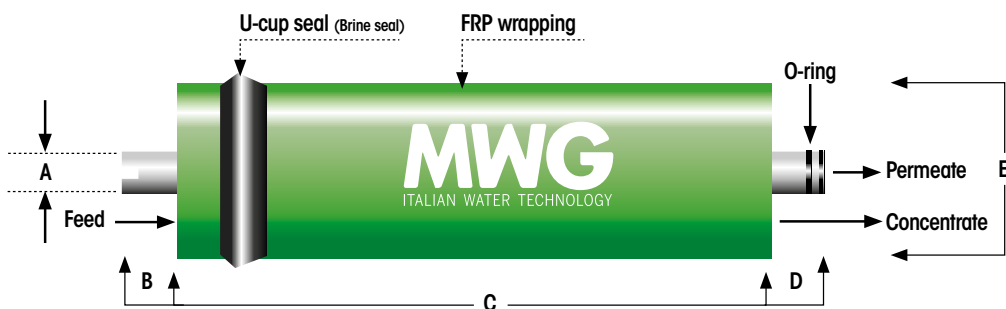 U-cup seal (Brine seal)
FRP wrapping
O-ring
A
MWG
ITALIAN WATER TECHNOLOGY
Permeate
E
Feed
Concentrate
B
C
D